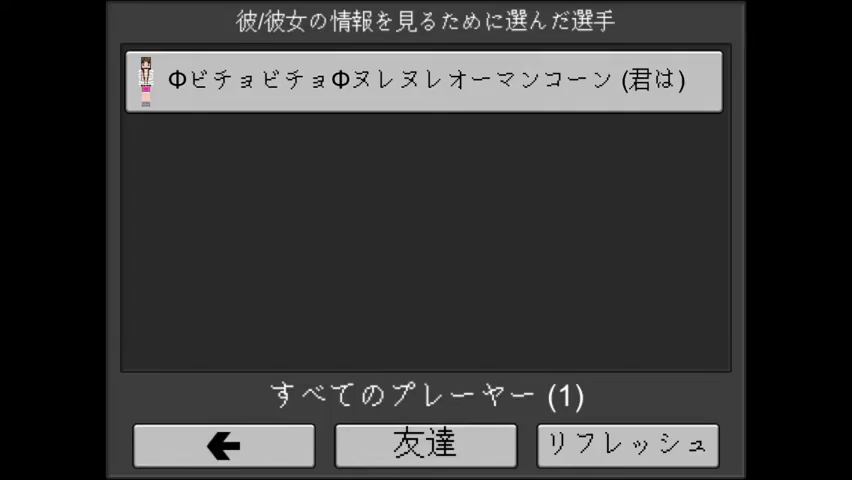 彼/彼女の情報を見るために選んだ選手
ΦビチョビチョΦヌレヌレオーマンコーン (君は)
すべてのプレーヤー (1)
友達
リフレッシュ